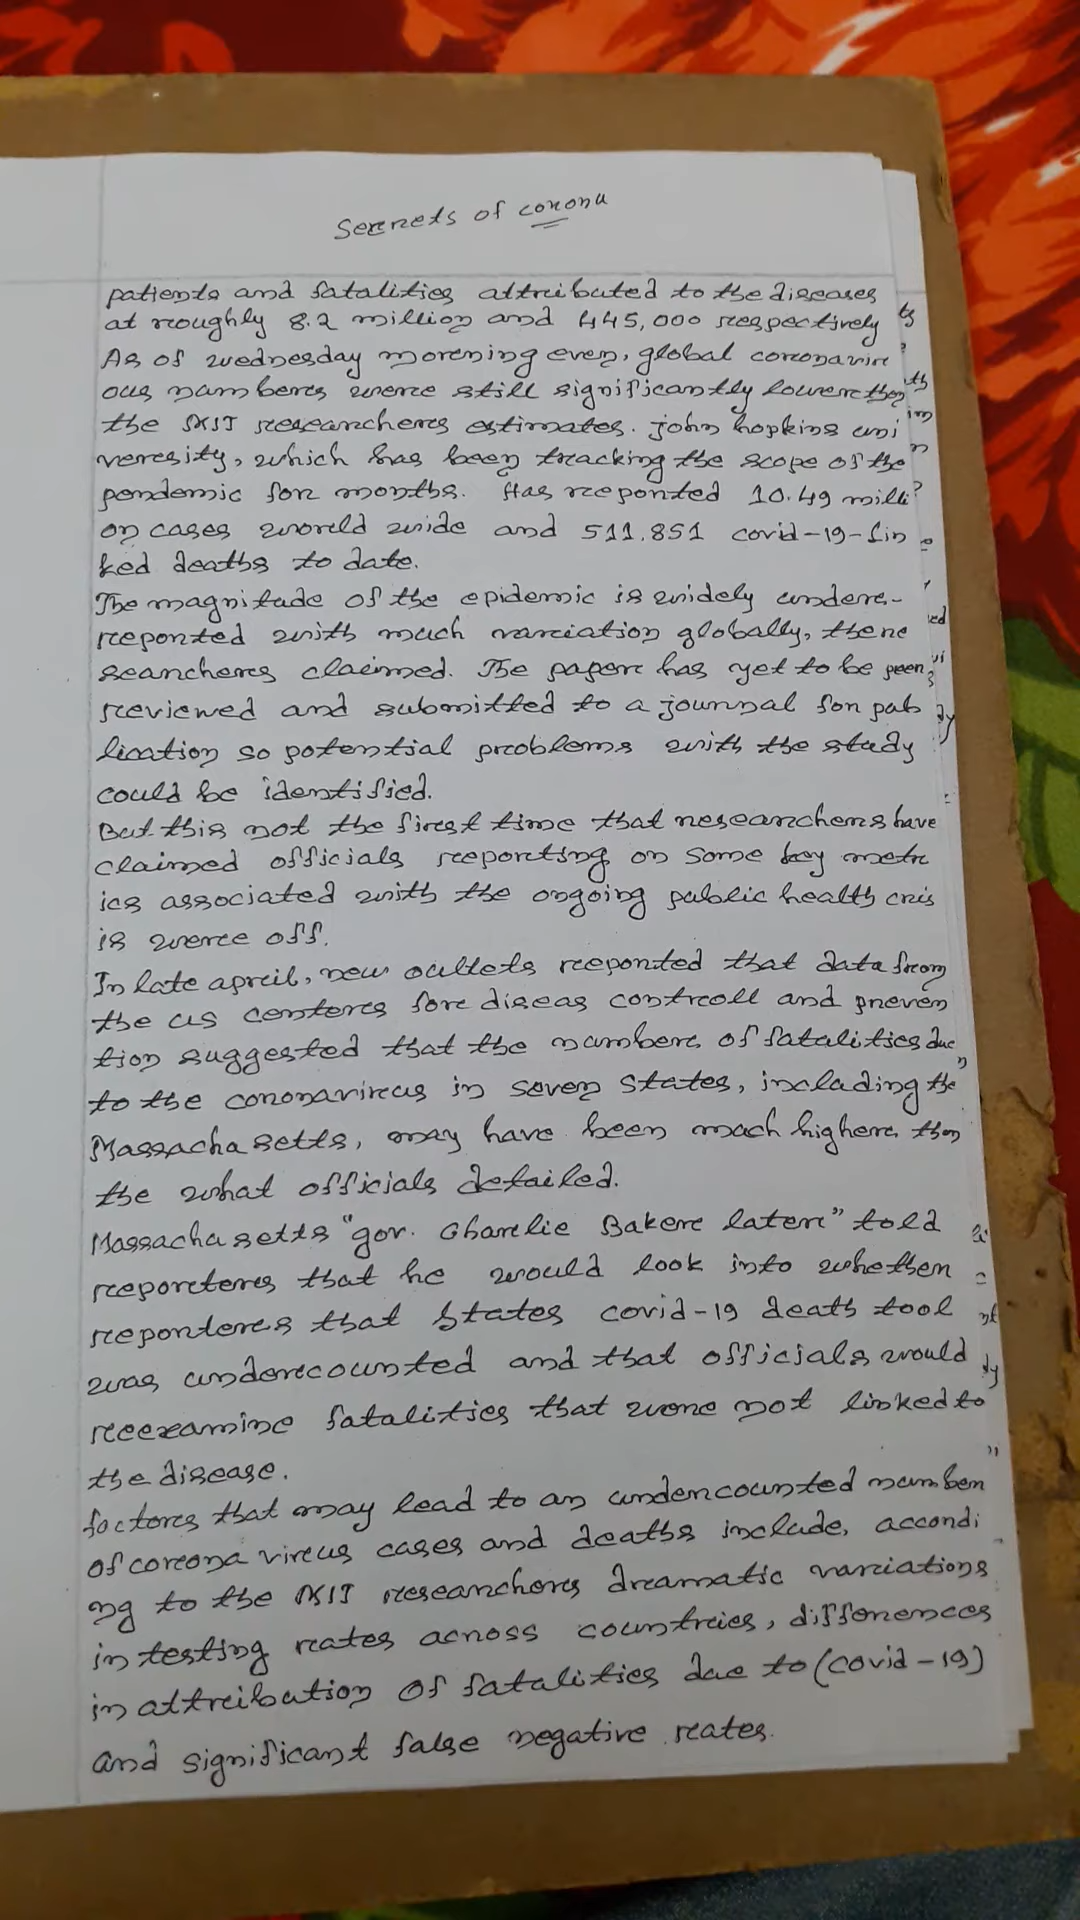 Secrets of corona
patients and fatalities attributed to the diseases
at roughly 8.2 million and 445,000 respectively
As of wednesday morening even, global coronavir
ous numbers were still significantly lower than
the MIT researchers estimates. john hopkins uni
veresity, which has been tracking the scope of the
pendemic for months. Has reponted 10.49 milli
on cases world wide and 511.851 covid-19-lin
ked deaths to date.
The magnitude of the epidemic is widely under-
reponted with much variation globally, the re
searchers claimed. The paper has yet to be peer
reviewed and submitted to a journal for pub
lication so potential problems with the study
could be identified.
But this not the first time that researchers have
claimed officials reporting on some key metr
ics associated with the ongoing public health cris
is were off.
In late april, new outlets reponted that data from
the us centers for diseas controll and preven
tion suggested that the numbers of fatalities due
to the coronavirus in seven states, including the
Massachasetts, may have been much higher than
the what officials detailed.
Massachasetts "gov. Charlie Baker later" told
reporters that he would look into whether
reponters that states covid-19 death tool
was underecounted and that officials would
reexamine fatalities that were not linked to
the disease.
factors that may lead to an undercounted number
of corona virus cases and deaths include, accordi
ng to the MIT researchers dramatic variations
in testing rates across countries, differences
in attribution of fatalities due to (covid-19)
and significant false negative rates.